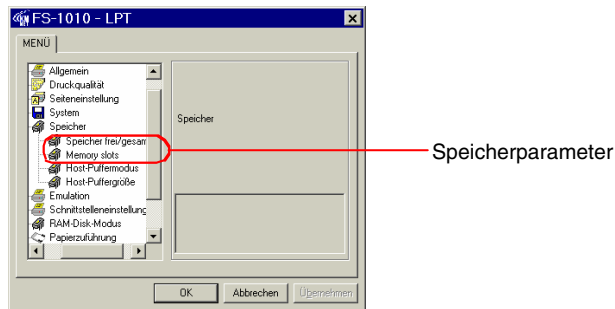 FS-1010 - LPT
MENÜ
Allgemein
Druckqualität
Seiteneinstellung
System
Speicher
Speicher frei/gesam
Memory slots
Host-Puffermodus
Host-Puffergröße
Emulation
Schnittstelleneinstellung
RAM-Disk-Modus
Papierzuführung
Speicher
Speicherparameter
OK Abbrechen Übernehmen